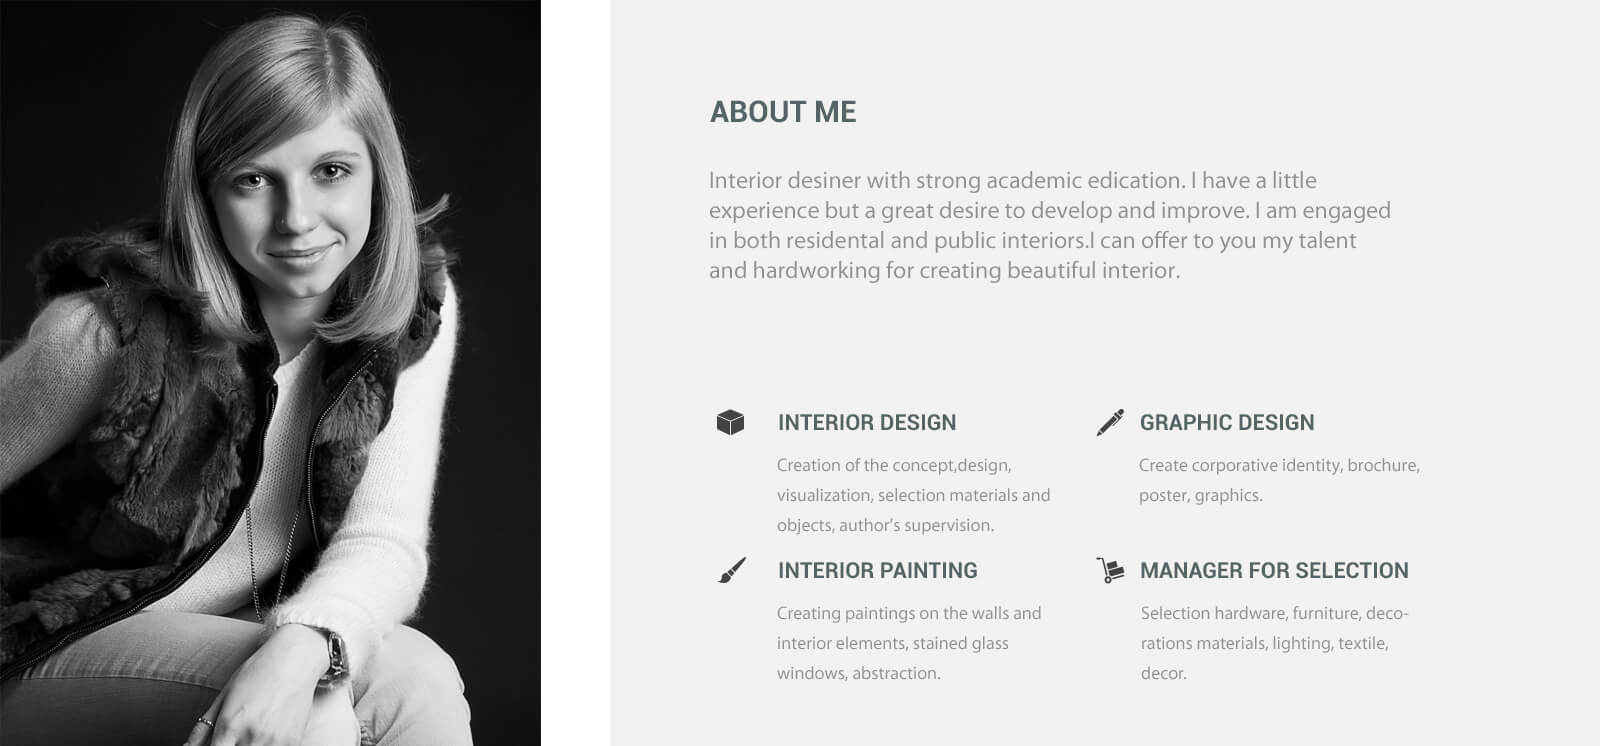 ABOUT ME
Interior desiner with strong academic edication. I have a little
experience but a great desire to develop and improve. I am engaged
in both residental and public interiors.I can offer to you my talent
and hardworking for creating beautiful interior.
INTERIOR DESIGN
Creation of the concept,design,
visualization, selection materials and
objects, author’s supervision.
GRAPHIC DESIGN
Create corporative identity, brochure,
poster, graphics.
INTERIOR PAINTING
Creating paintings on the walls and
interior elements, stained glass
windows, abstraction.
MANAGER FOR SELECTION
Selection hardware, furniture, deco-
rations materials, lighting, textile,
decor.